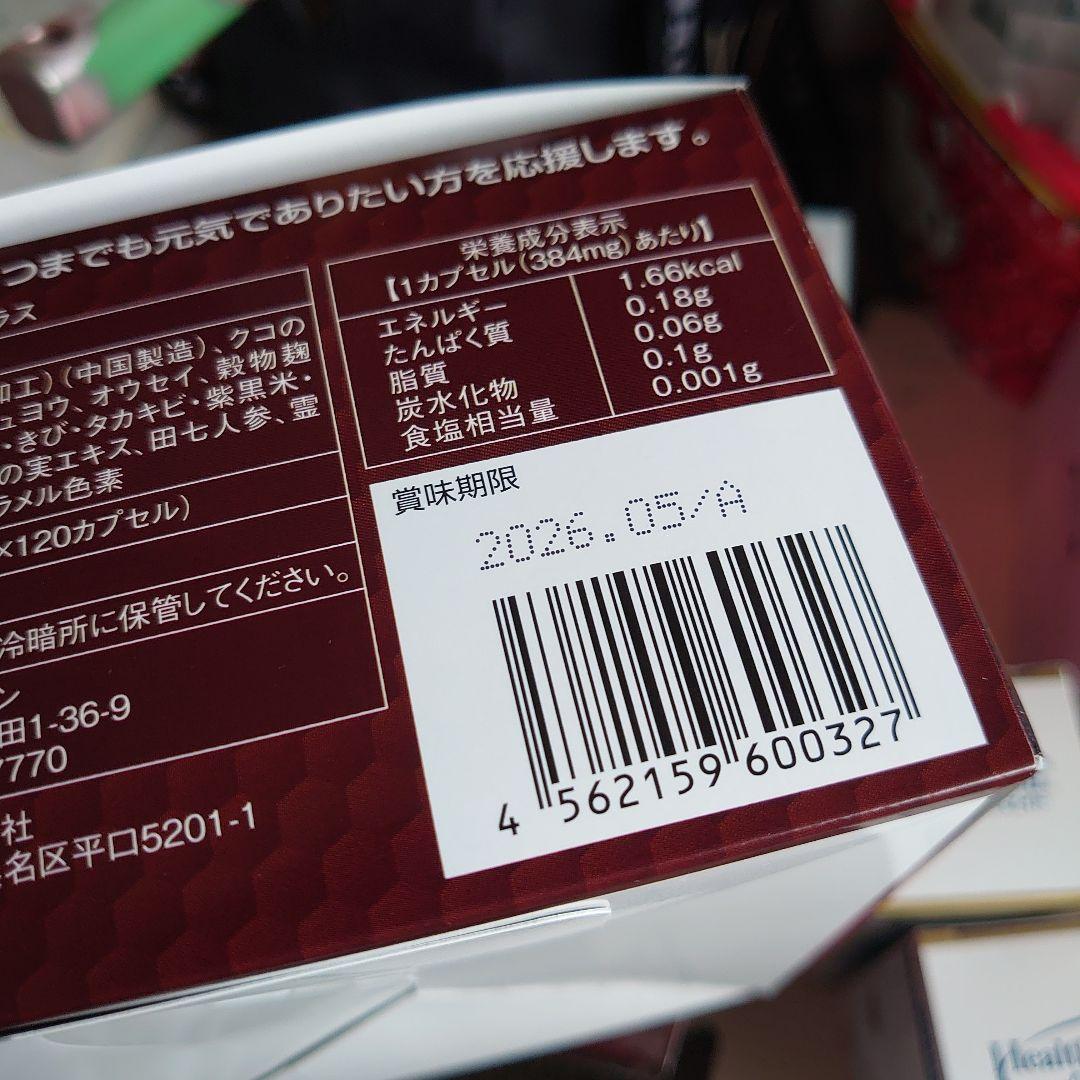 つまでも元気でありたい方を応援します。
ラス
加工)(中国製造)、クコの
ュヨウ、オウセイ、穀物麹
・きび・タカキビ・紫黒米・
の実エキス、田七人参、霊
ラメル色素
×120カプセル)
冷暗所に保管してください。
ン
田1-36-9
7770
社
名区平口5201-1
栄養成分表示
【1カプセル(384mg)あたり】
エネルギー 1.66kcal
たんぱく質 0.18g
脂質 0.06g
炭水化物 0.1g
食塩相当量 0.001g
賞味期限
2026.05/A
4 562159 600327
Health